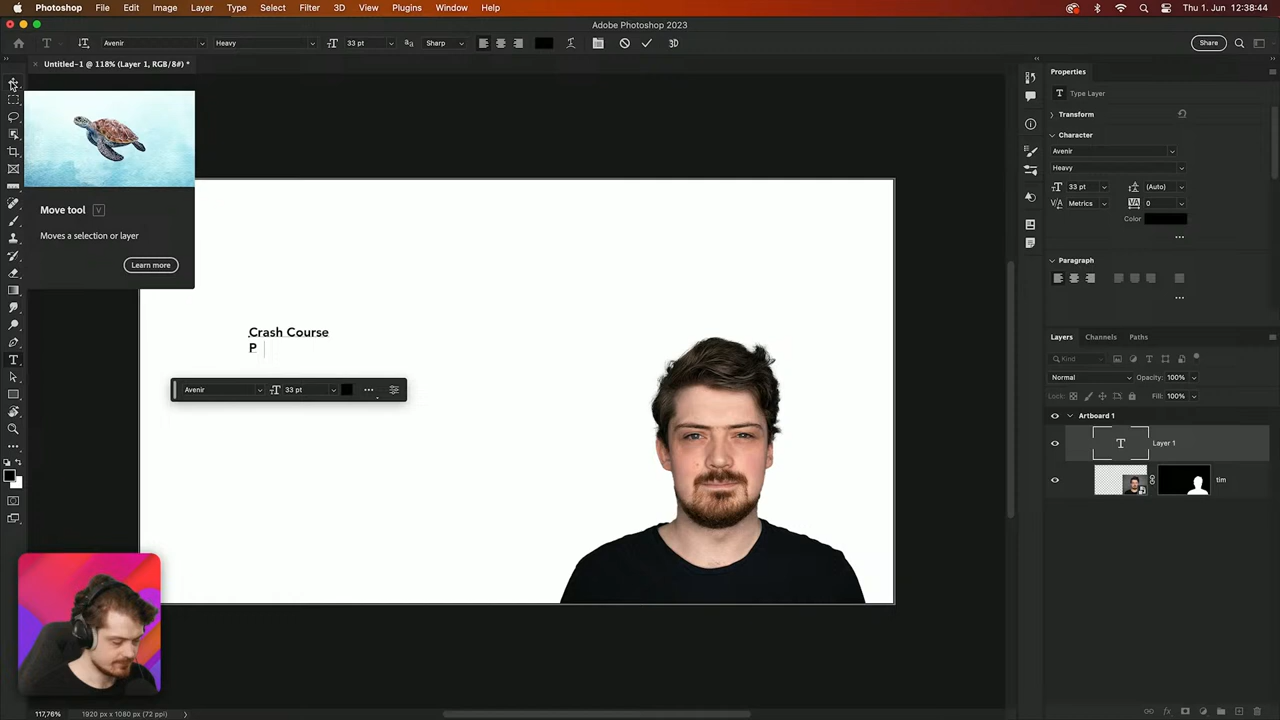 Photoshop File Edit Image Layer Type Select Filter 3D View Plugins Window Help Thu 1. Jun 12:38:44
Adobe Photoshop 2023
Avenir Heavy 33 pt Sharp Share
Untitled-1 @ 118% (Layer 1, RGB/8#) *
Move tool V
Moves a selection or layer
Learn more
Crash Course
P
Avenir 33 pt
Properties
T Type Layer
Transform
Character
Avenir
Heavy
33 pt (Auto)
Metrics 0
Color
Paragraph
Layers Channels Paths
Kind
Normal Opacity: 100%
Lock: Fill: 100%
Artboard 1
T Layer 1
tim
117,76% 1920 px x 1080 px (72 ppi)